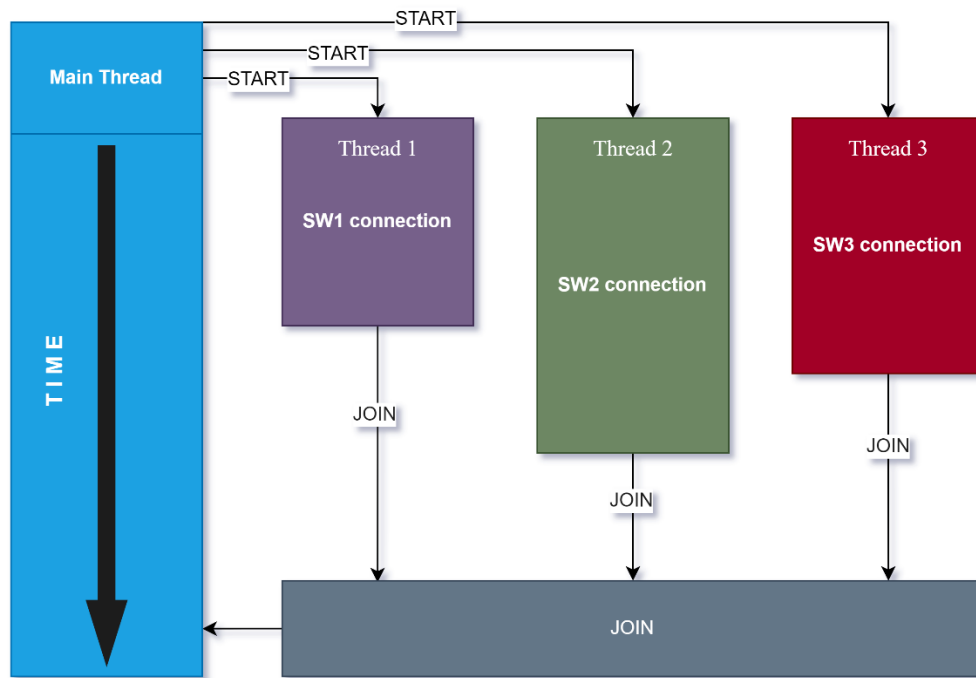 START
START
START
Main Thread
Thread 1
Thread 2
Thread 3
SW1 connection
SW2 connection
SW3 connection
TIME
JOIN
JOIN
JOIN
JOIN